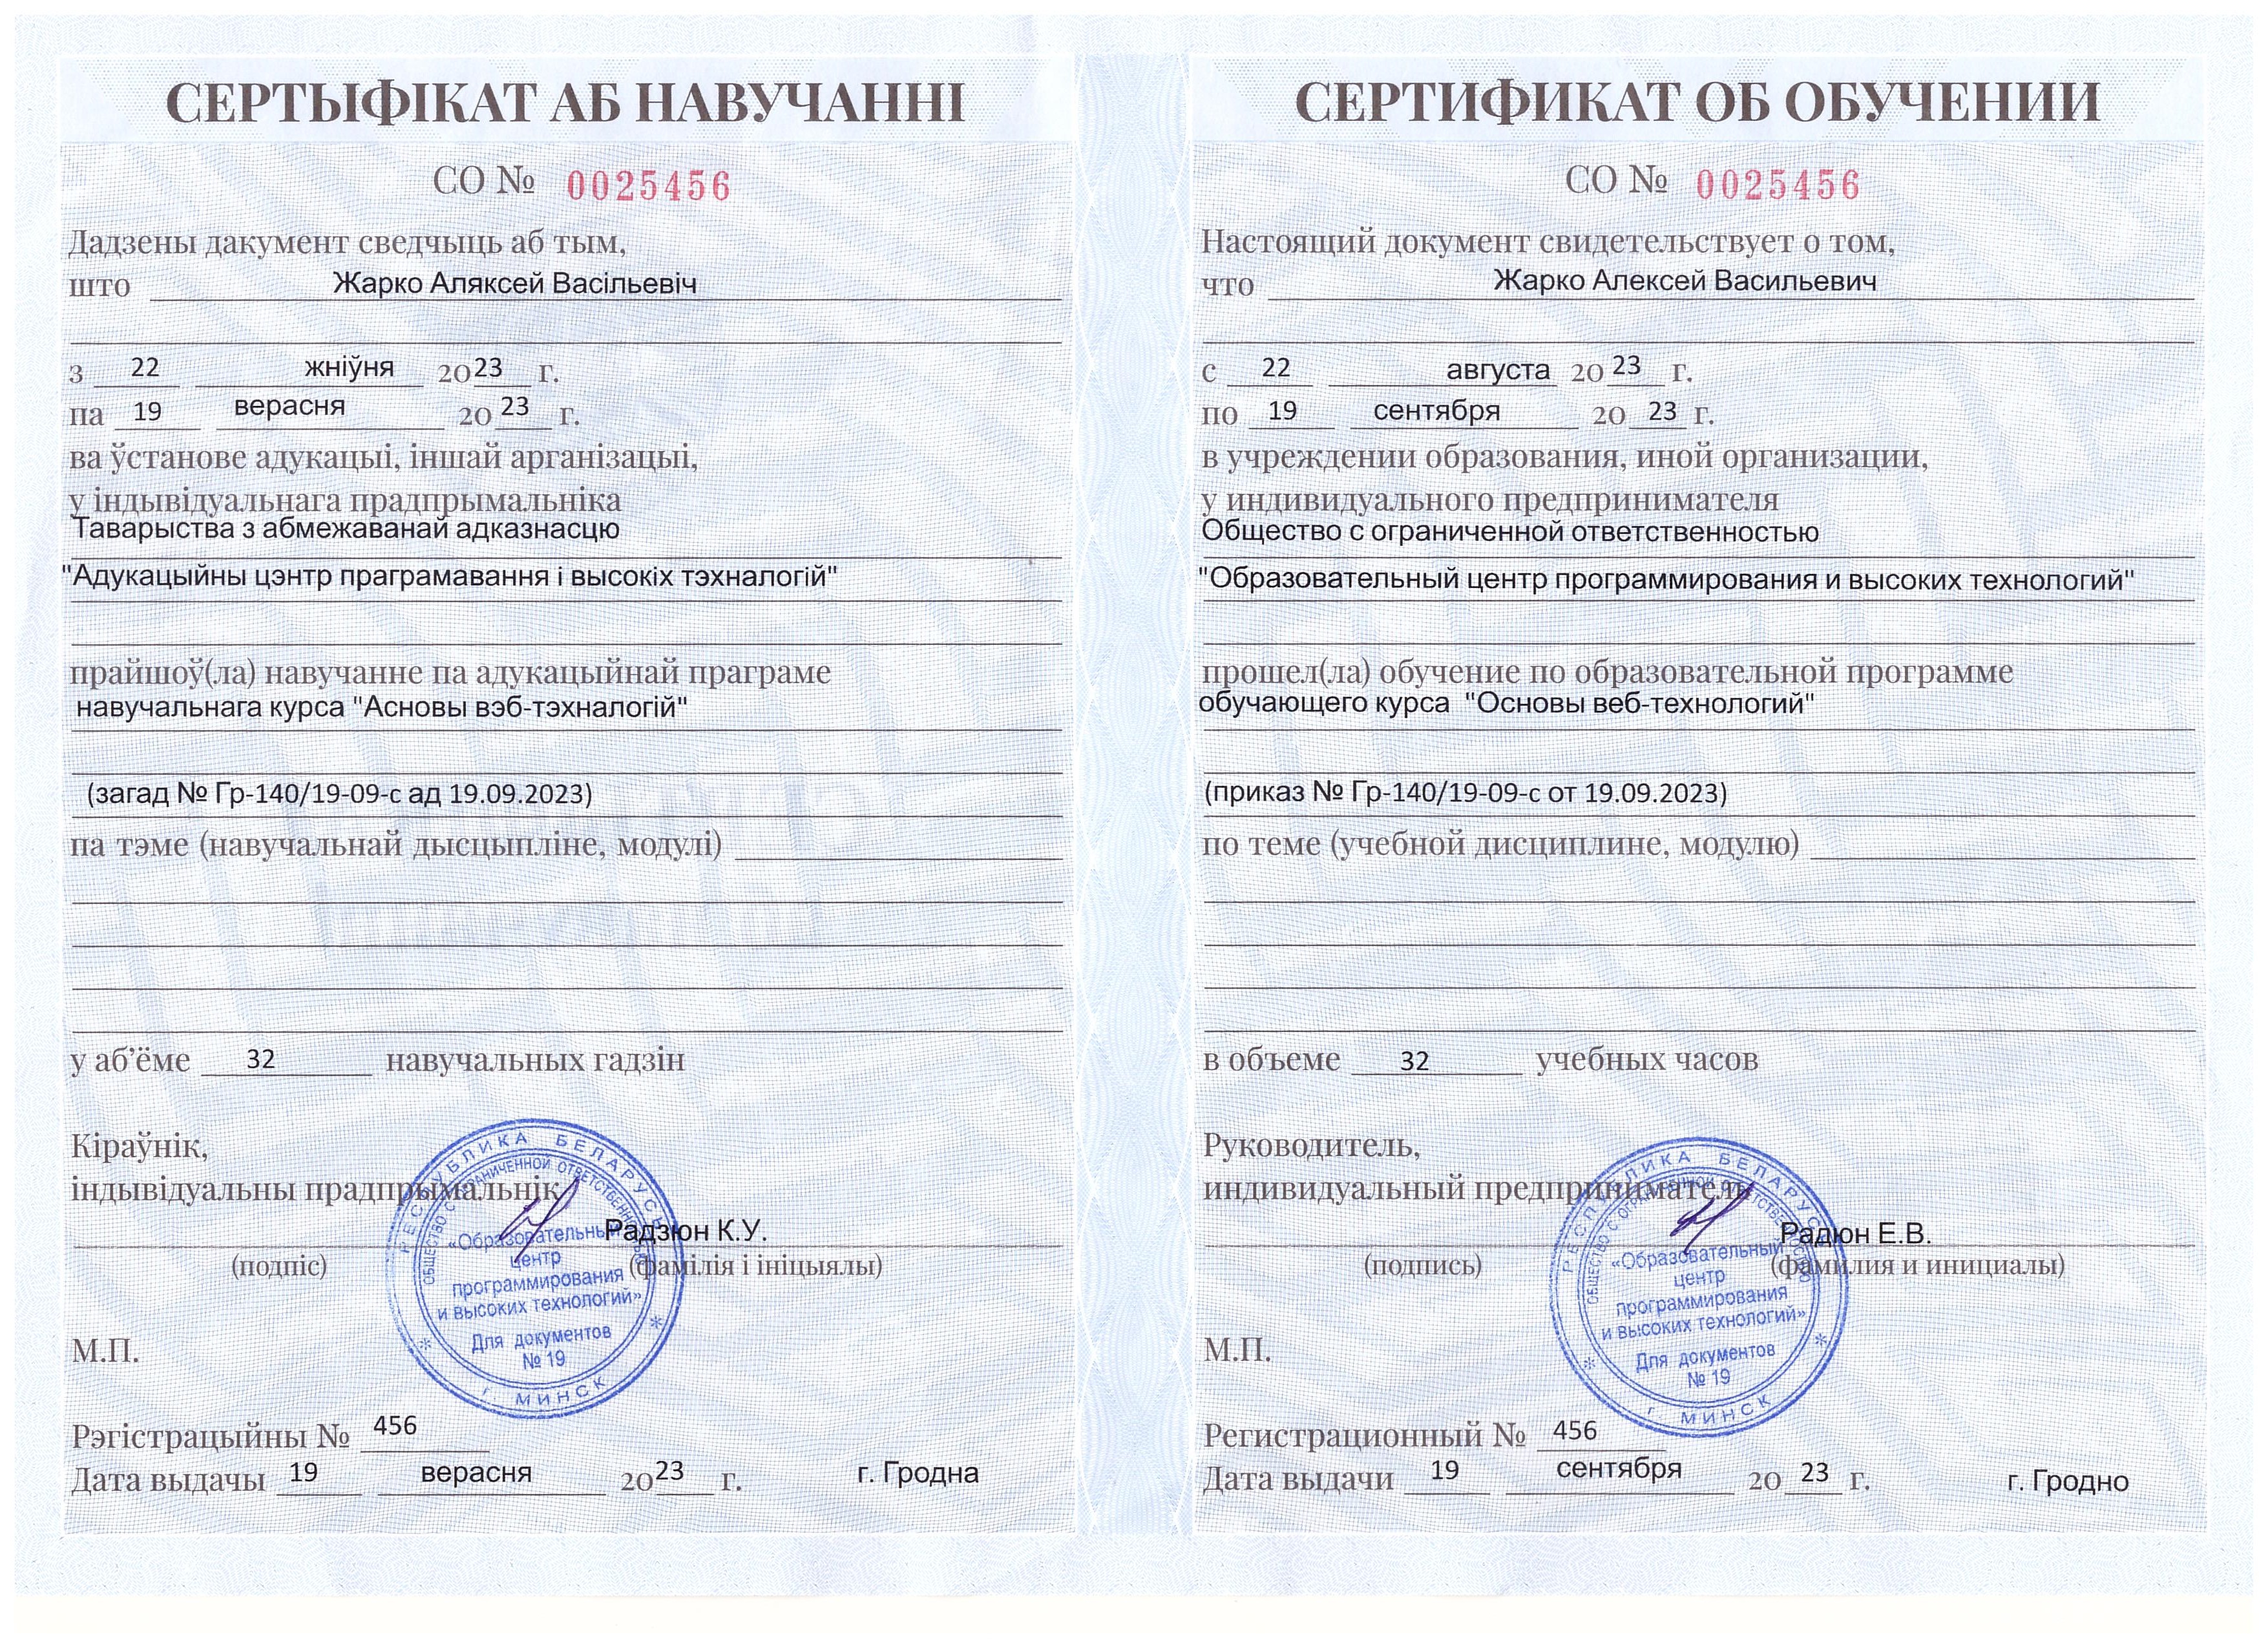 СЕРТЫФІКАТ АБ НАВУЧАННІ
СО № 0025456
Дадзены дакумент сведчыць аб тым,
што Жарко Аляксей Васільевіч
з 22 жніўня 2023 г.
па 19 верасня 2023 г.
ва ўстанове адукацыі, іншай арганізацыі,
у індывідуальнага прадпрымальніка
Таварыства з абмежаванай адказнасцю
"Адукацыйны цэнтр праграмавання і высокіх тэхналогій"
прайшоў(ла) навучанне па адукацыйнай праграме
навучальнага курса "Асновы вэб-тэхналогій"
(загад № Гр-140/19-09-с ад 19.09.2023)
па тэме (навучальнай дысцыпліне, модулі)
у аб’ёме 32 навучальных гадзін
Кіраўнік,
індывідуальны прадпрымальнік
Радзюн К.У.
(подпіс) (фамілія і ініцыялы)
РЕСПУБЛИКА БЕЛАРУСЬ
ОБЩЕСТВО С ОГРАНИЧЕННОЙ ОТВЕТСТВЕННОСТЬЮ
«Образовательный
центр
программирования
и высоких технологий»
Для документов
№ 19
г. МИНСК
М.П.
Рэгістрацыйны № 456
Дата выдачы 19 верасня 2023 г. г. Гродна
СЕРТИФИКАТ ОБ ОБУЧЕНИИ
СО № 0025456
Настоящий документ свидетельствует о том,
что Жарко Алексей Васильевич
с 22 августа 2023 г.
по 19 сентября 2023 г.
в учреждении образования, иной организации,
у индивидуального предпринимателя
Общество с ограниченной ответственностью
"Образовательный центр программирования и высоких технологий"
прошел(ла) обучение по образовательной программе
обучающего курса "Основы веб-технологий"
(приказ № Гр-140/19-09-с от 19.09.2023)
по теме (учебной дисциплине, модулю)
в объеме 32 учебных часов
Руководитель,
индивидуальный предприниматель
Радюн Е.В.
(подпись) (фамилия и инициалы)
РЕСПУБЛИКА БЕЛАРУСЬ
ОБЩЕСТВО С ОГРАНИЧЕННОЙ ОТВЕТСТВЕННОСТЬЮ
«Образовательный
центр
программирования
и высоких технологий»
Для документов
№ 19
г. МИНСК
М.П.
Регистрационный № 456
Дата выдачи 19 сентября 2023 г. г. Гродно